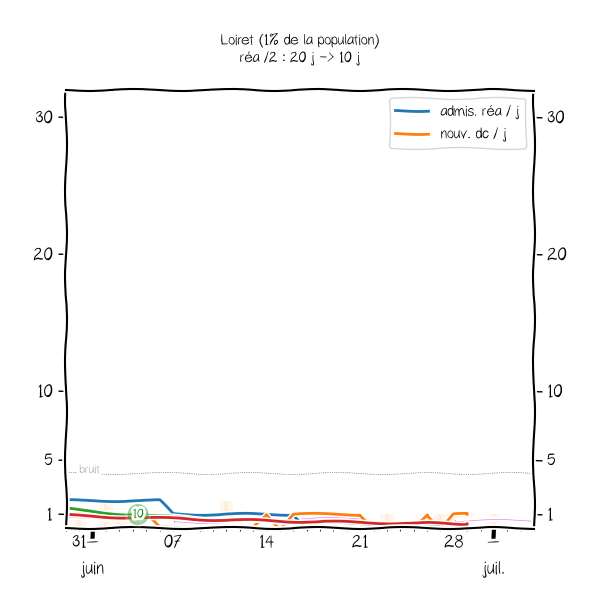 Loiret (1% de la population)
réa /2 : 20 j -> 10 j
admis. réa / j
nouv. dc / j
30
30
20
20
10
10
5
5
bruit
1
1
10
31
07
14
21
28
juin
juil.